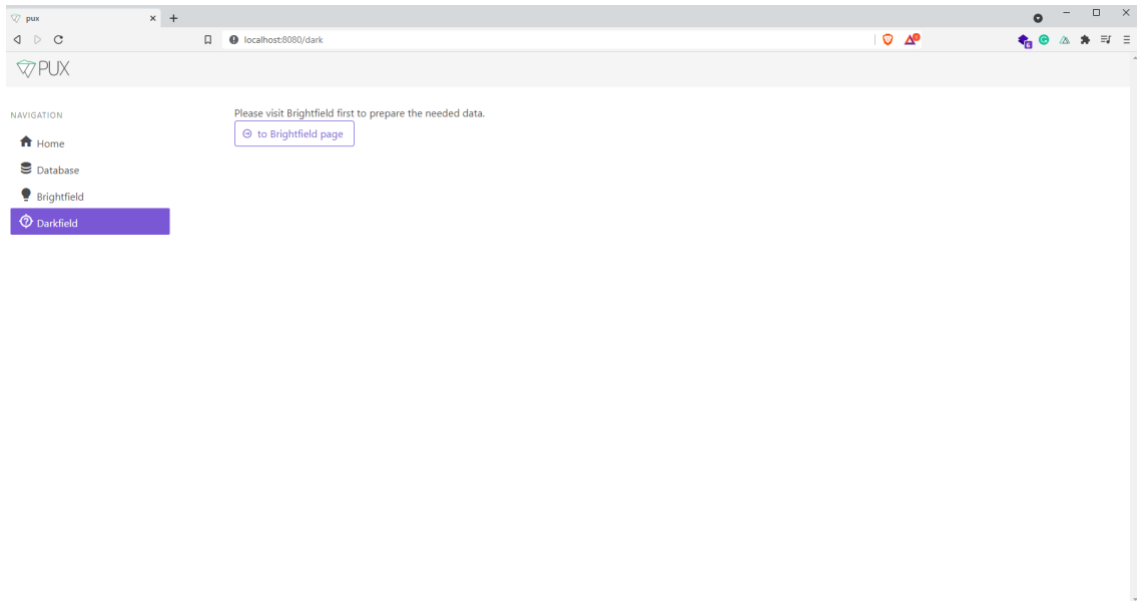 pux
localhost:8080/dark
PUX
NAVIGATION
Please visit Brightfield first to prepare the needed data.
to Brightfield page
Home
Database
Brightfield
Darkfield